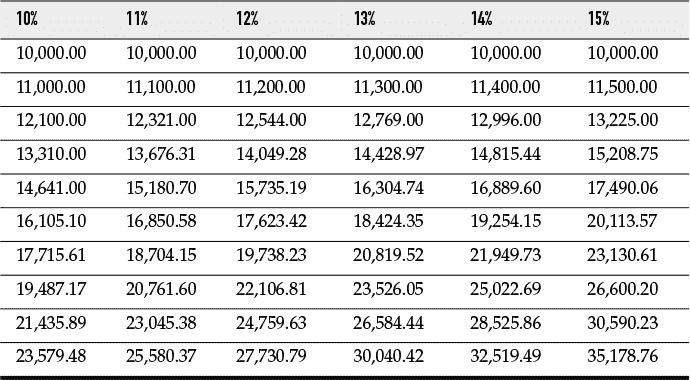 10% 11% 12% 13% 14% 15%
10,000.00 10,000.00 10,000.00 10,000.00 10,000.00 10,000.00
11,000.00 11,100.00 11,200.00 11,300.00 11,400.00 11,500.00
12,100.00 12,321.00 12,544.00 12,769.00 12,996.00 13,225.00
13,310.00 13,676.31 14,049.28 14,428.97 14,815.44 15,208.75
14,641.00 15,180.70 15,735.19 16,304.74 16,889.60 17,490.06
16,105.10 16,850.58 17,623.42 18,424.35 19,254.15 20,113.57
17,715.61 18,704.15 19,738.23 20,819.52 21,949.73 23,130.61
19,487.17 20,761.60 22,106.81 23,526.05 25,022.69 26,600.20
21,435.89 23,045.38 24,759.63 26,584.44 28,525.86 30,590.23
23,579.48 25,580.37 27,730.79 30,040.42 32,519.49 35,178.76